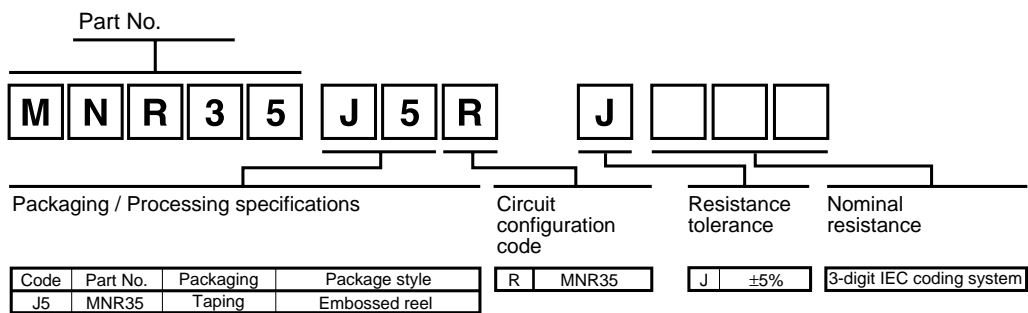 Part No.
M N R 3 5 J 5 R J
Packaging / Processing specifications
Circuit
configuration
code
Resistance
tolerance
Nominal
resistance
Code Part No. Packaging Package style
J5 MNR35 Taping Embossed reel
R MNR35
J ±5%
3-digit IEC coding system